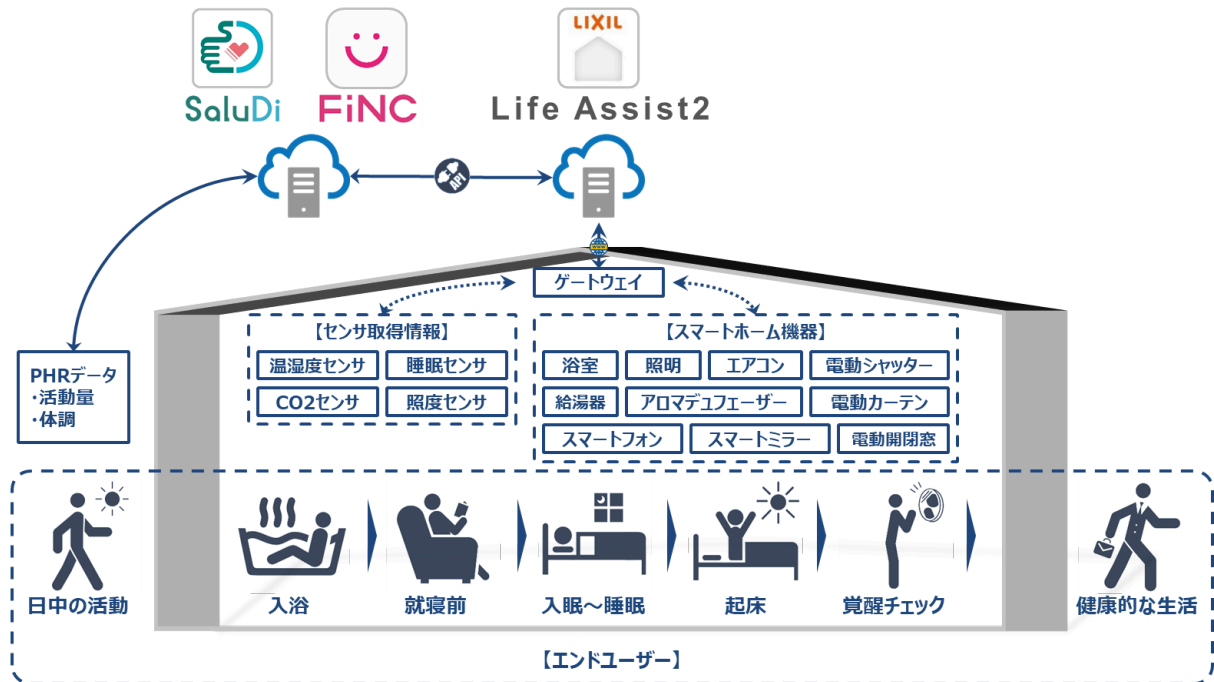 LIXIL
SaluDi
FiNC
Life Assist2
API
WWW
ゲートウェイ
【センサ取得情報】
温湿度センサ
睡眠センサ
CO2センサ
照度センサ
【スマートホーム機器】
浴室
照明
エアコン
電動シャッター
給湯器
アロマデュフェーザー
電動カーテン
スマートフォン
スマートミラー
電動開閉窓
PHRデータ
・活動量
・体調
日中の活動
入浴
就寝前
入眠～睡眠
起床
覚醒チェック
健康的な生活
【エンドユーザー】